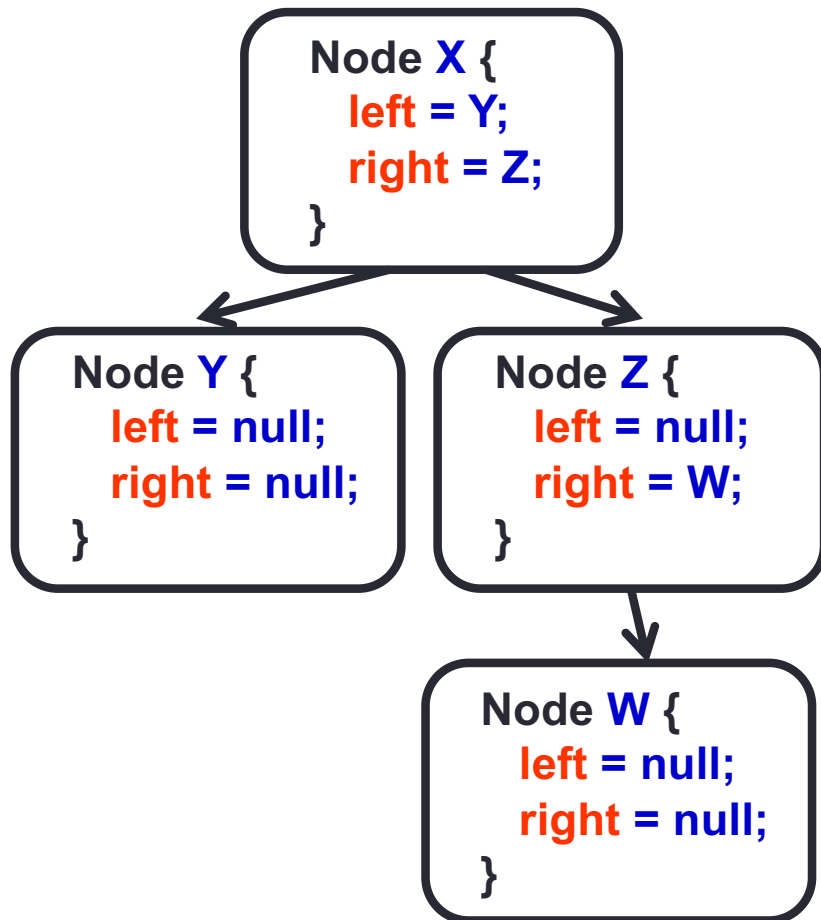 Node X {
left = Y;
right = Z;
}
Node Y {
left = null;
right = null;
}
Node Z {
left = null;
right = W;
}
Node W {
left = null;
right = null;
}